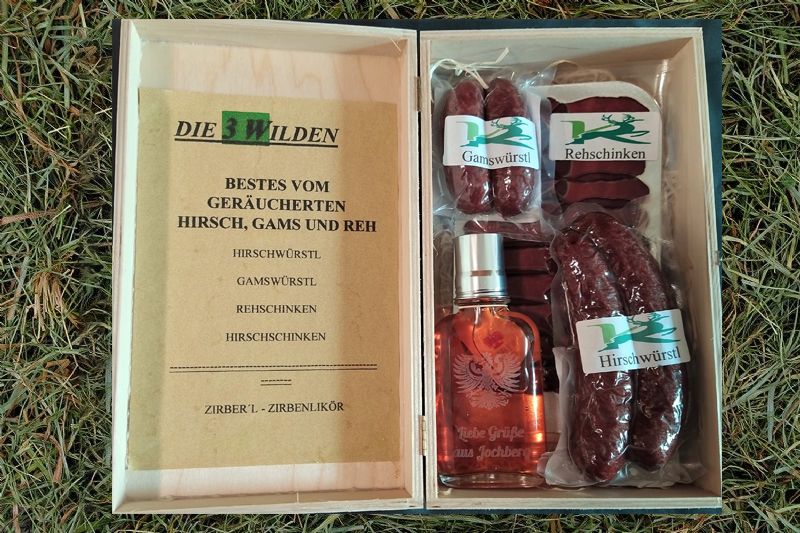 DIE 3 WILDEN
BESTES VOM
GERÄUCHERTEN
HIRSCH, GAMS UND REH
HIRSCHWÜRSTL
GAMSWÜRSTL
REHSCHINKEN
HIRSCHSCHINKEN
ZIRBER´L - ZIRBENLIKÖR
Gamswürstl
Rehschinken
Hirschwürstl
Liebe Grüße
aus Jochberg